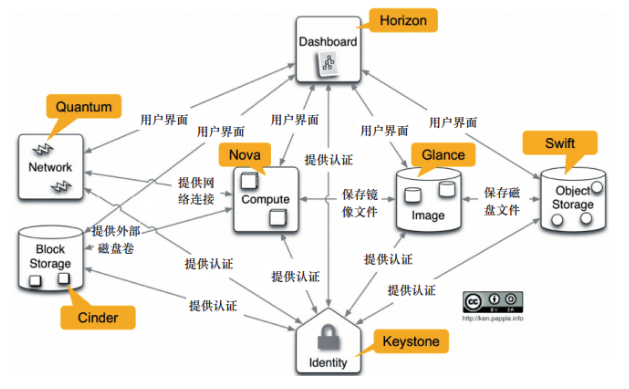 Horizon
Dashboard
Quantum
用户界面
用户界面
用户界面
用户界面
用户界面
Network
Nova
提供认证
Glance
Swift
提供网
络连接
Compute
保存镜
像文件
Image
保存磁
盘文件
Object
Storage
提供外部
磁盘卷
Block
Storage
提供认证
提供认证
提供认证
提供认证
提供认证
Cinder
Identity
Keystone
cc
BY
http://ken.pepple.info